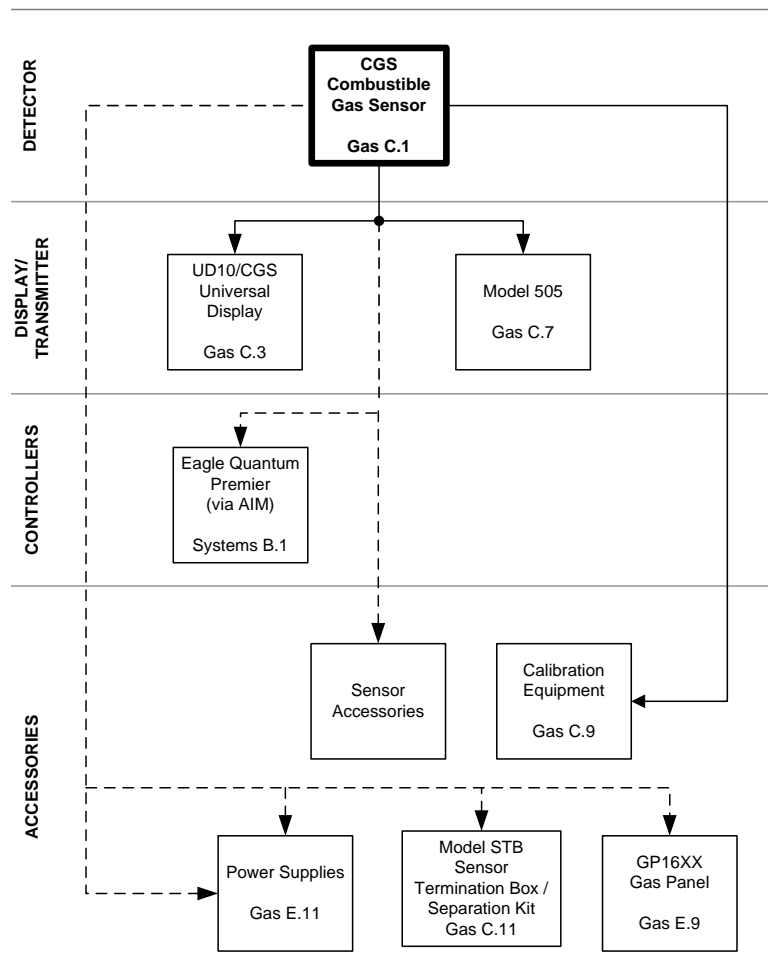 DETECTOR
CGS
Combustible
Gas Sensor
Gas C.1
DISPLAY/
TRANSMITTER
UD10/CGS
Universal
Display
Gas C.3
Model 505
Gas C.7
CONTROLLERS
Eagle Quantum
Premier
(via AIM)
Systems B.1
ACCESSORIES
Sensor
Accessories
Calibration
Equipment
Gas C.9
Power Supplies
Gas E.11
Model STB
Sensor
Termination Box /
Separation Kit
Gas C.11
GP16XX
Gas Panel
Gas E.9